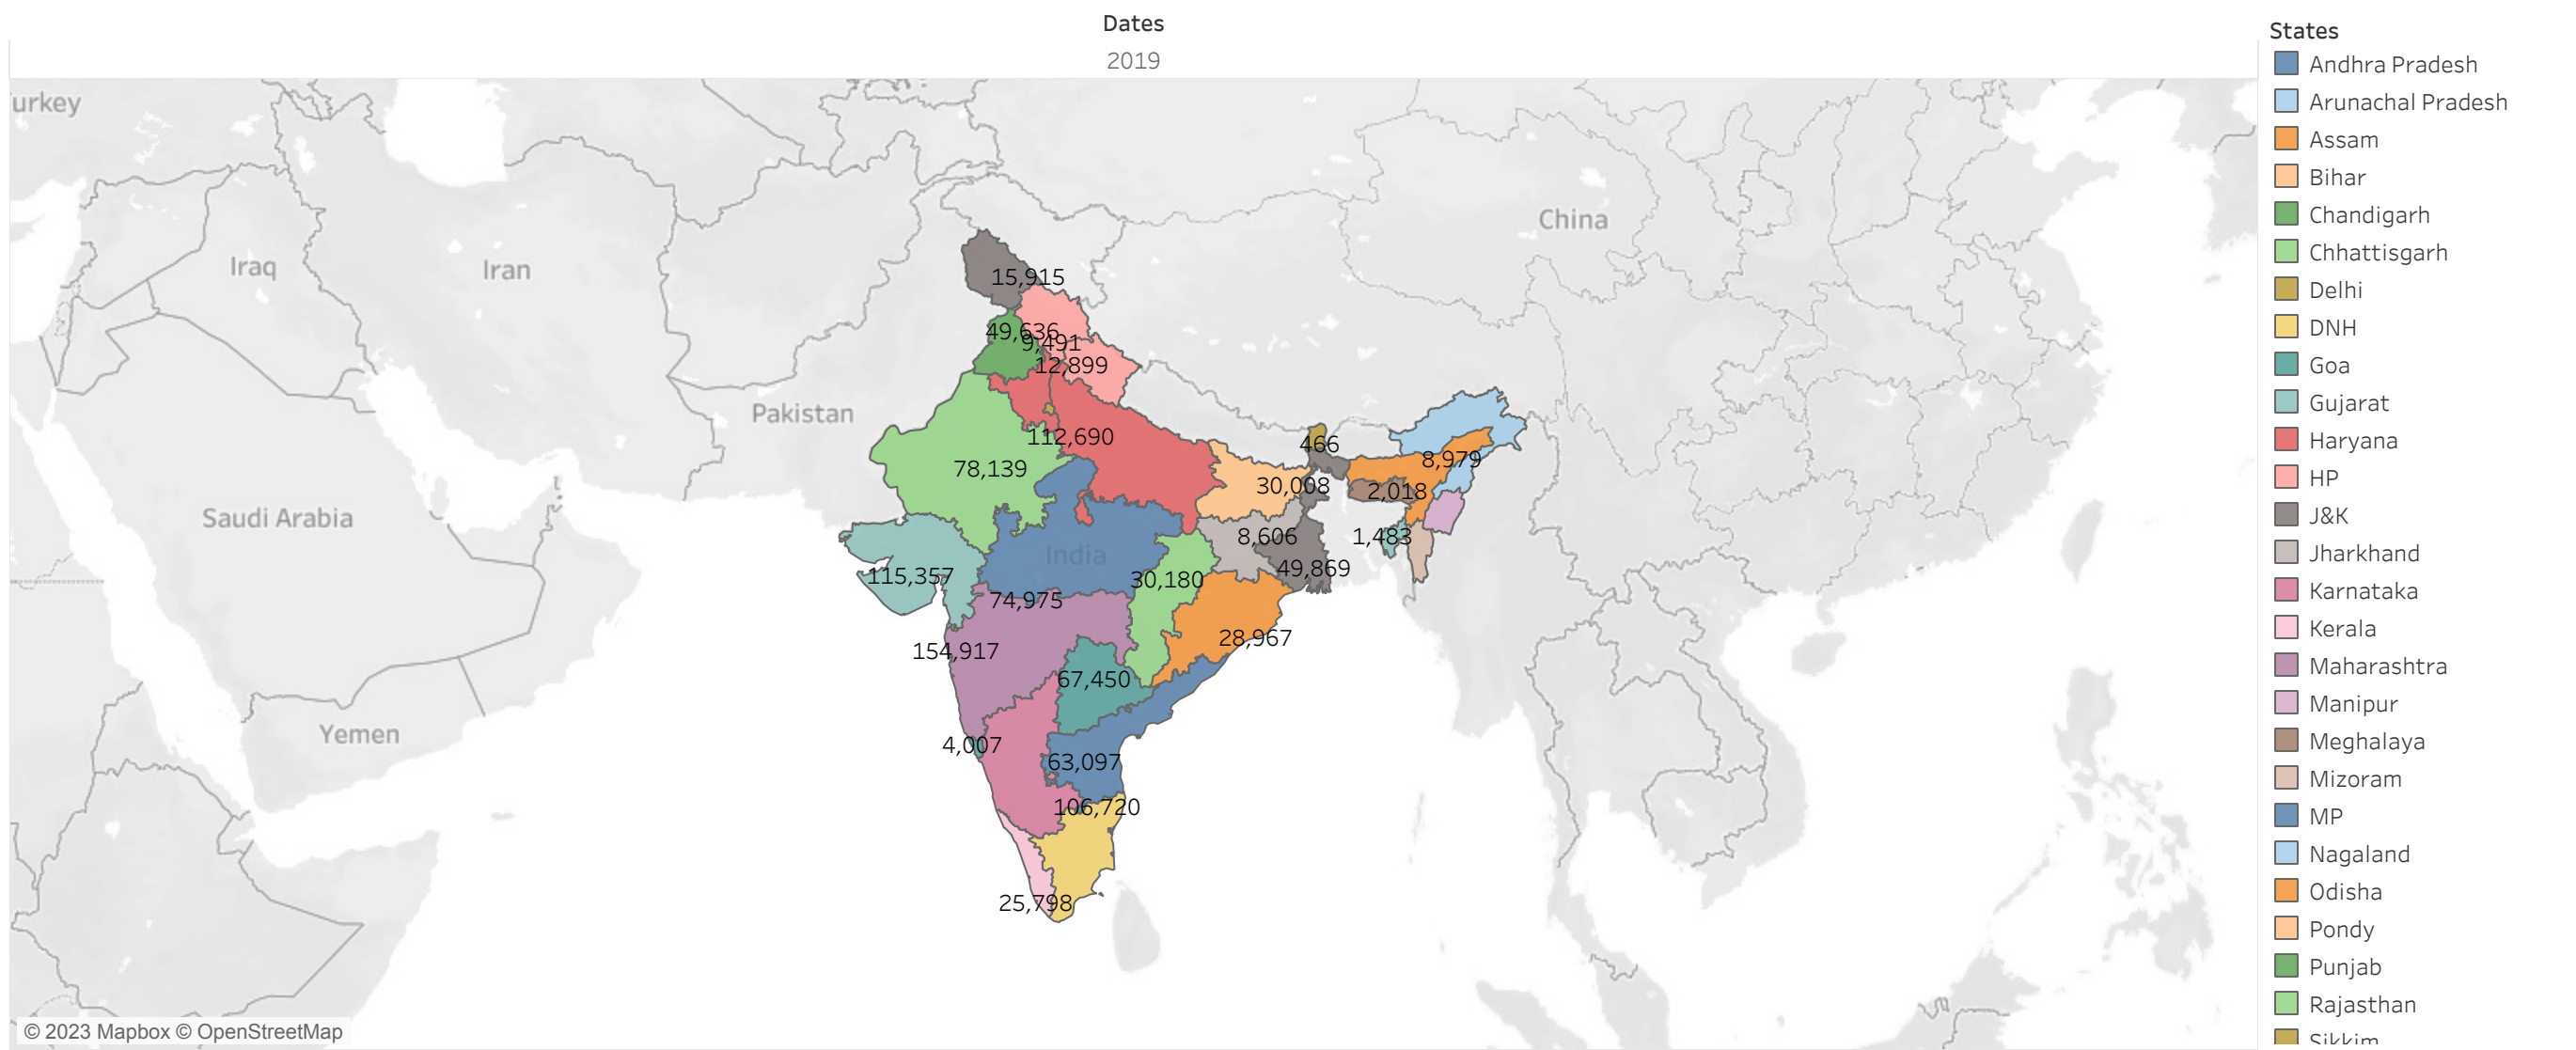 Dates
2019
States
Andhra Pradesh
Arunachal Pradesh
Assam
Bihar
Chandigarh
Chhattisgarh
Delhi
DNH
Goa
Gujarat
Haryana
HP
J&K
Jharkhand
Karnataka
Kerala
Maharashtra
Manipur
Meghalaya
Mizoram
MP
Nagaland
Odisha
Pondy
Punjab
Rajasthan
Sikkim
urkey
China
Iraq
Iran
15,915
49,636
9,491
12,899
Pakistan
112,690
466
8,979
78,139
30,008
2,018
Saudi Arabia
8,606
1,483
India
49,869
115,357
30,180
74,975
28,967
154,917
67,450
Yemen
4,007
63,097
106,720
25,798
© 2023 Mapbox © OpenStreetMap